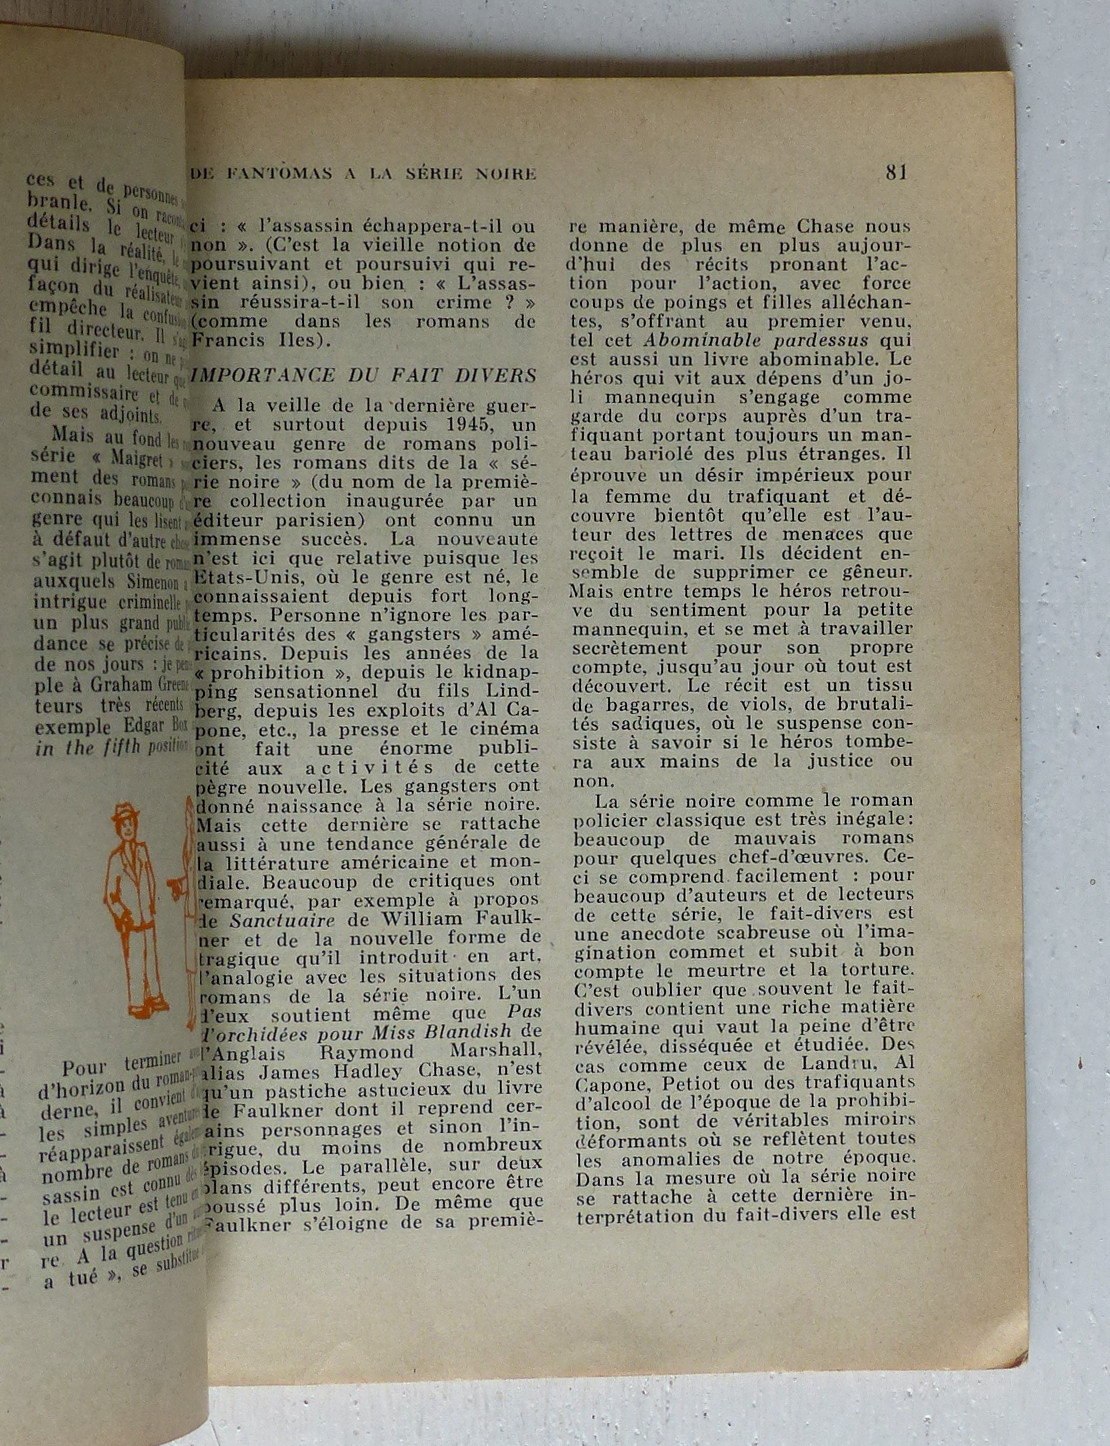 ces et de personnes
branle. Si on
détails le lecteur
Dans la réalité, le
qui dirige l'enquête,
façon du réalisateur
empêche la confusion
fil directeur. Il
simplifier : on ne
détail au lecteur que
commissaire et de
de ses adjoints.
Mais au fond les
série « Maigret »
ment des romans
connais beaucoup
genre qui les lisent
à défaut d'autre
s'agit plutôt de
auxquels Simenon a
intrigue criminelle
un plus grand
dance se précise de
de nos jours : je
ple à Graham Greene
teurs très récents
exemple Edgar Box
in the fifth position
Pour terminer
d'horizon du
derne, il convient
les simples
réapparaissent
nombre de romans
sassin est connu
le lecteur est tenu
un suspense d'un
re. A la question
a tué », se substitue
DE FANTÔMAS A LA SÉRIE NOIRE
81
ci : « l'assassin échappera-t-il ou
non ». (C'est la vieille notion de
poursuivant et poursuivi qui re-
vient ainsi), ou bien : « L'assas-
sin réussira-t-il son crime ? »
(comme dans les romans de
Francis Iles).
IMPORTANCE DU FAIT DIVERS
A la veille de la dernière guer-
re, et surtout depuis 1945, un
nouveau genre de romans poli-
ciers, les romans dits de la « sé-
rie noire » (du nom de la premiè-
re collection inaugurée par un
éditeur parisien) ont connu un
immense succès. La nouveauté
n'est ici que relative puisque les
Etats-Unis, où le genre est né, le
connaissaient depuis fort long-
temps. Personne n'ignore les par-
ticularités des « gangsters » amé-
ricains. Depuis les années de la
« prohibition », depuis le kidnap-
ping sensationnel du fils Lind-
berg, depuis les exploits d'Al Ca-
pone, etc., la presse et le cinéma
ont fait une énorme publi-
cité aux activités de cette
pègre nouvelle. Les gangsters ont
donné naissance à la série noire.
Mais cette dernière se rattache
aussi à une tendance générale de
la littérature américaine et mon-
diale. Beaucoup de critiques ont
remarqué, par exemple à propos
de Sanctuaire de William Faulk-
ner et de la nouvelle forme de
tragique qu'il introduit en art,
l'analogie avec les situations des
romans de la série noire. L'un
d'eux soutient même que Pas
d'orchidées pour Miss Blandish de
l'Anglais Raymond Marshall,
alias James Hadley Chase, n'est
qu'un pastiche astucieux du livre
de Faulkner dont il reprend cer-
tains personnages et sinon l'in-
trigue, du moins de nombreux
épisodes. Le parallèle, sur deux
plans différents, peut encore être
poussé plus loin. De même que
Faulkner s'éloigne de sa premiè-
re manière, de même Chase nous
donne de plus en plus aujour-
d'hui des récits pronant l'ac-
tion pour l'action, avec force
coups de poings et filles alléchan-
tes, s'offrant au premier venu,
tel cet Abominable pardessus qui
est aussi un livre abominable. Le
héros qui vit aux dépens d'un jo-
li mannequin s'engage comme
garde du corps auprès d'un tra-
fiquant portant toujours un man-
teau bariolé des plus étranges. Il
éprouve un désir impérieux pour
la femme du trafiquant et dé-
couvre bientôt qu'elle est l'au-
teur des lettres de menaces que
reçoit le mari. Ils décident en-
semble de supprimer ce gêneur.
Mais entre temps le héros retrou-
ve du sentiment pour la petite
mannequin, et se met à travailler
secrètement pour son propre
compte, jusqu'au jour où tout est
découvert. Le récit est un tissu
de bagarres, de viols, de brutali-
tés sadiques, où le suspense con-
siste à savoir si le héros tombe-
ra aux mains de la justice ou
non.
La série noire comme le roman
policier classique est très inégale:
beaucoup de mauvais romans
pour quelques chef-d'œuvres. Ce-
ci se comprend facilement : pour
beaucoup d'auteurs et de lecteurs
de cette série, le fait-divers est
une anecdote scabreuse où l'ima-
gination commet et subit à bon
compte le meurtre et la torture.
C'est oublier que souvent le fait-
divers contient une riche matière
humaine qui vaut la peine d'être
révélée, disséquée et étudiée. Des
cas comme ceux de Landru, Al
Capone, Petiot ou des trafiquants
d'alcool de l'époque de la prohibi-
tion, sont de véritables miroirs
déformants où se reflètent toutes
les anomalies de notre époque.
Dans la mesure où la série noire
se rattache à cette dernière in-
terprétation du fait-divers elle est